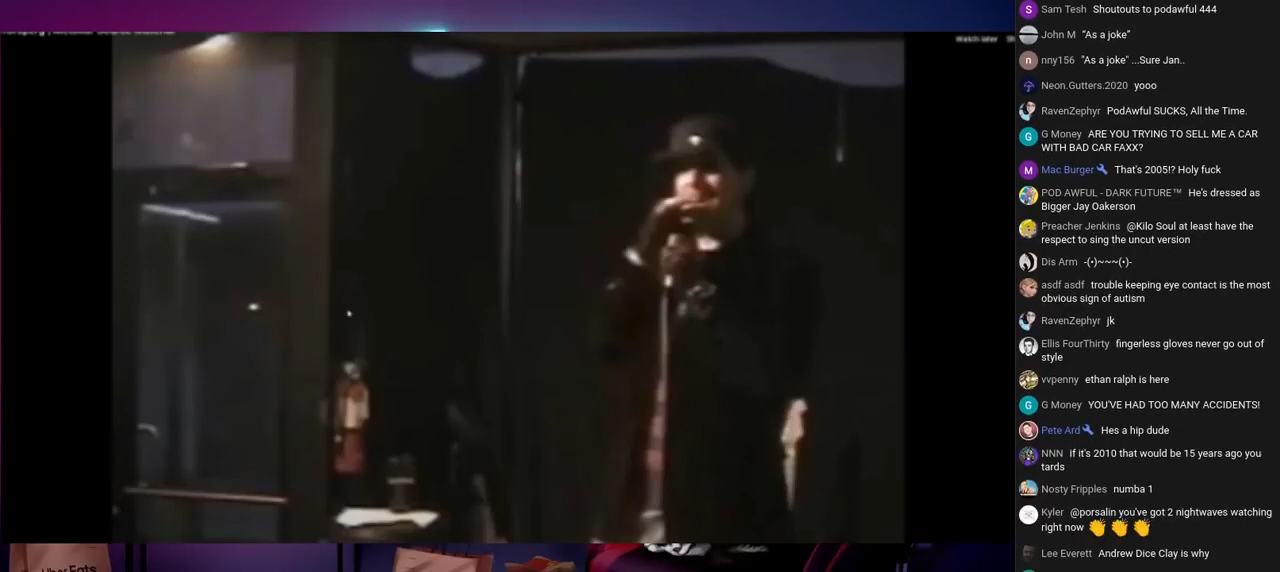 Watch later
Sam Tesh Shoutouts to podawful 444
John M “As a joke”
nny156 "As a joke" ...Sure Jan..
Neon.Gutters.2020 yooo
RavenZephyr PodAwful SUCKS, All the Time.
G Money ARE YOU TRYING TO SELL ME A CAR
WITH BAD CAR FAXX?
Mac Burger That's 2005!? Holy fuck
POD AWFUL - DARK FUTURE™ He's dressed as
Bigger Jay Oakerson
Preacher Jenkins @Kilo Soul at least have the
respect to sing the uncut version
Dis Arm -(•)~~~(•)-
asdf asdf trouble keeping eye contact is the most
obvious sign of autism
RavenZephyr jk
Ellis FourThirty fingerless gloves never go out of
style
vvpenny ethan ralph is here
G Money YOU'VE HAD TOO MANY ACCIDENTS!
Pete Ard Hes a hip dude
NNN if it's 2010 that would be 15 years ago you
tards
Nosty Fripples numba 1
Kyler @porsalin you've got 2 nightwaves watching
right now 👏 👏 👏
Lee Everett Andrew Dice Clay is why
Uber Eats